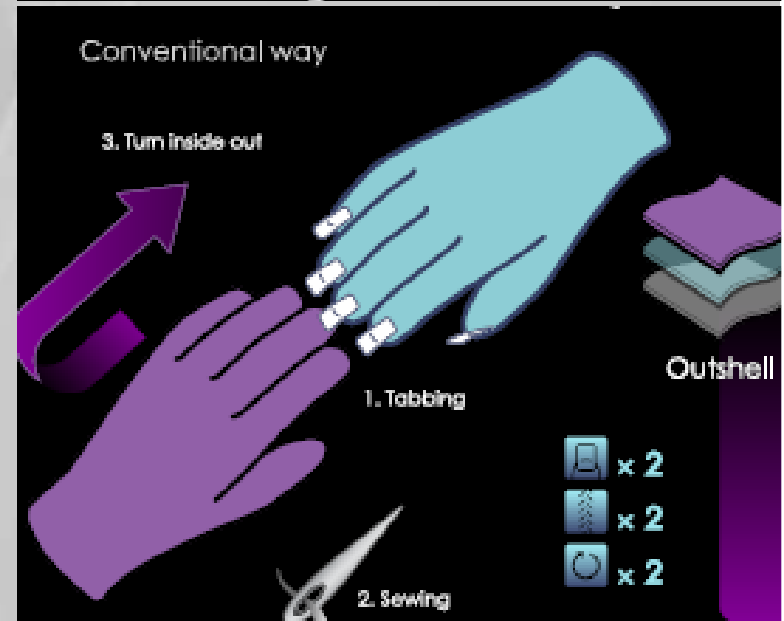 Conventional way
3. Turn inside out
Outshell
1. Tabbing
x 2
x 2
x 2
2. Sewing